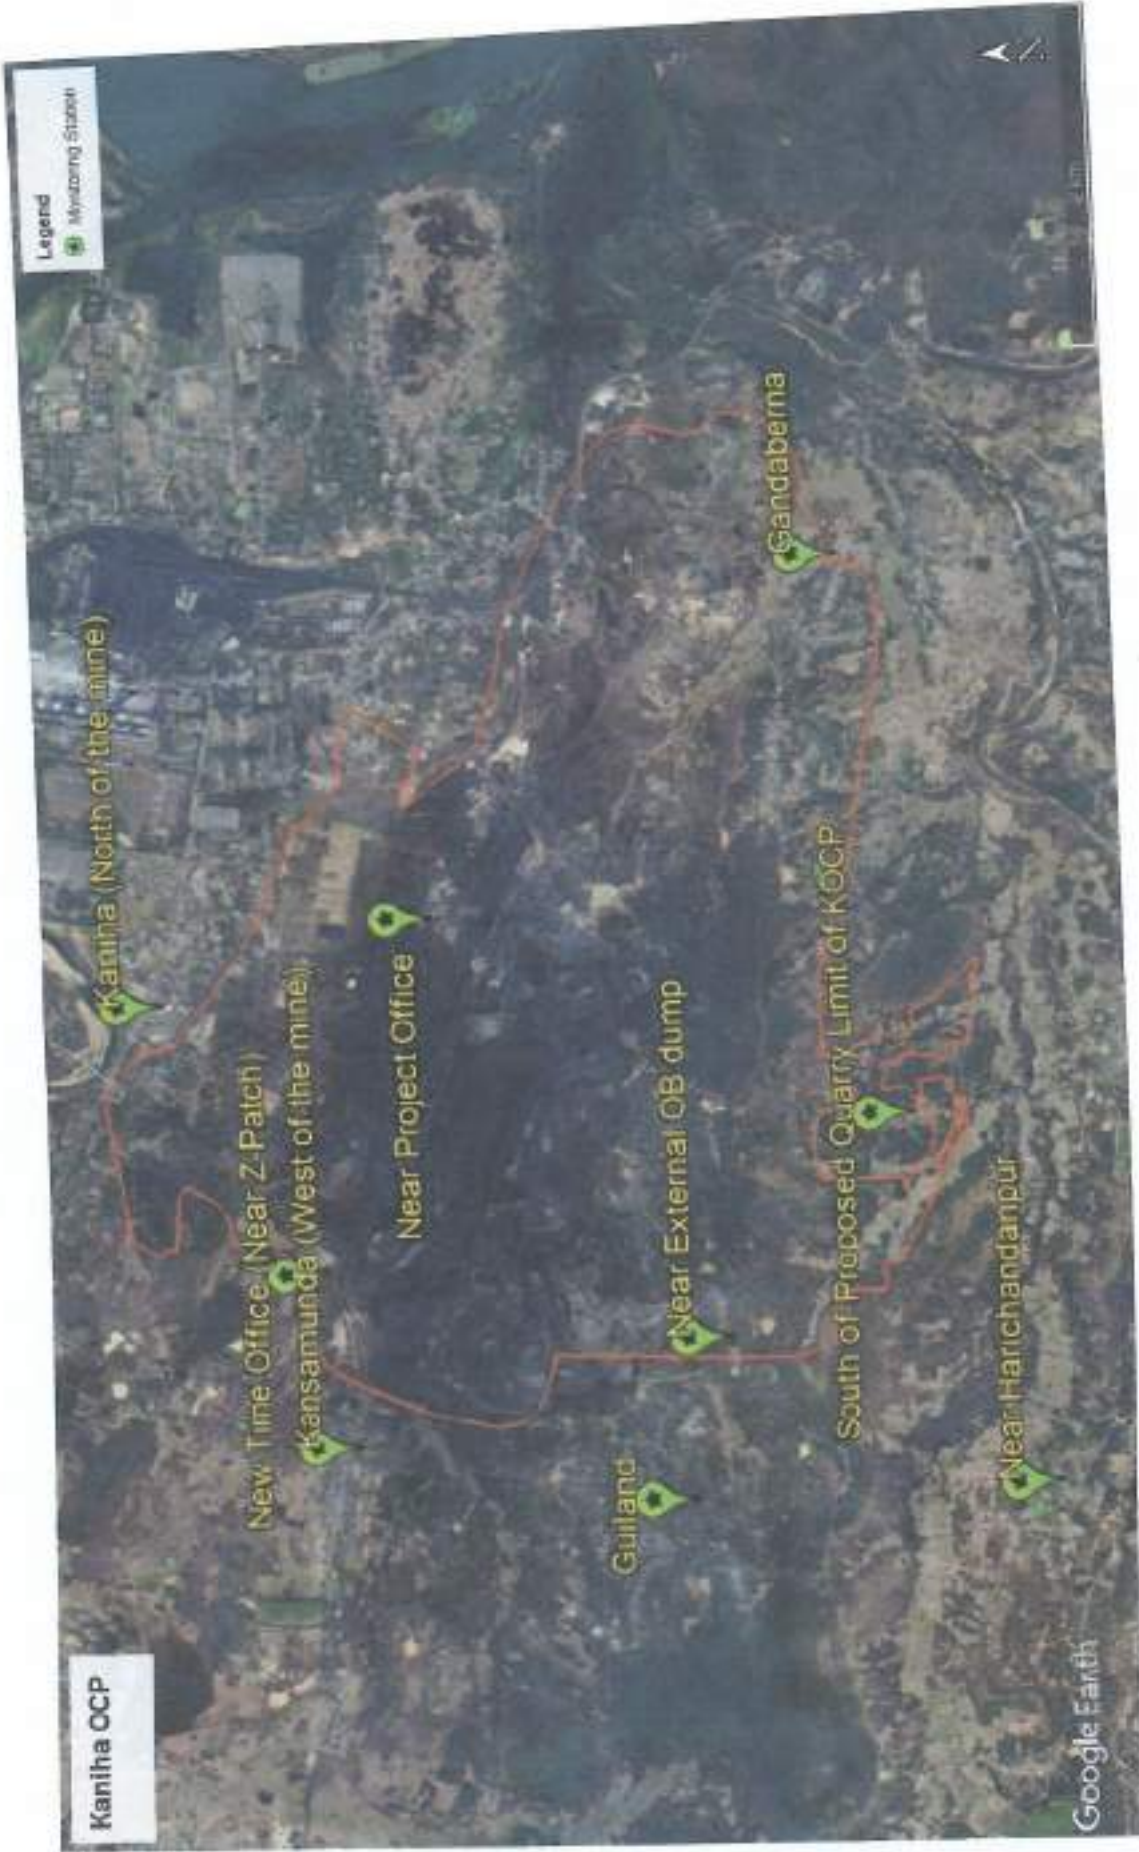 Kaniha OCP
Legend
Monitoring Station
Kaniha (North of the mine)
New Time Office (Near Z-Patch)
Kansamunda (West of the mine)
Near Project Office
Guiland
Near External OB dump
Gandaberna
South of Proposed Quarry Limit of KOCP
Near Harichandanpur
Google Earth